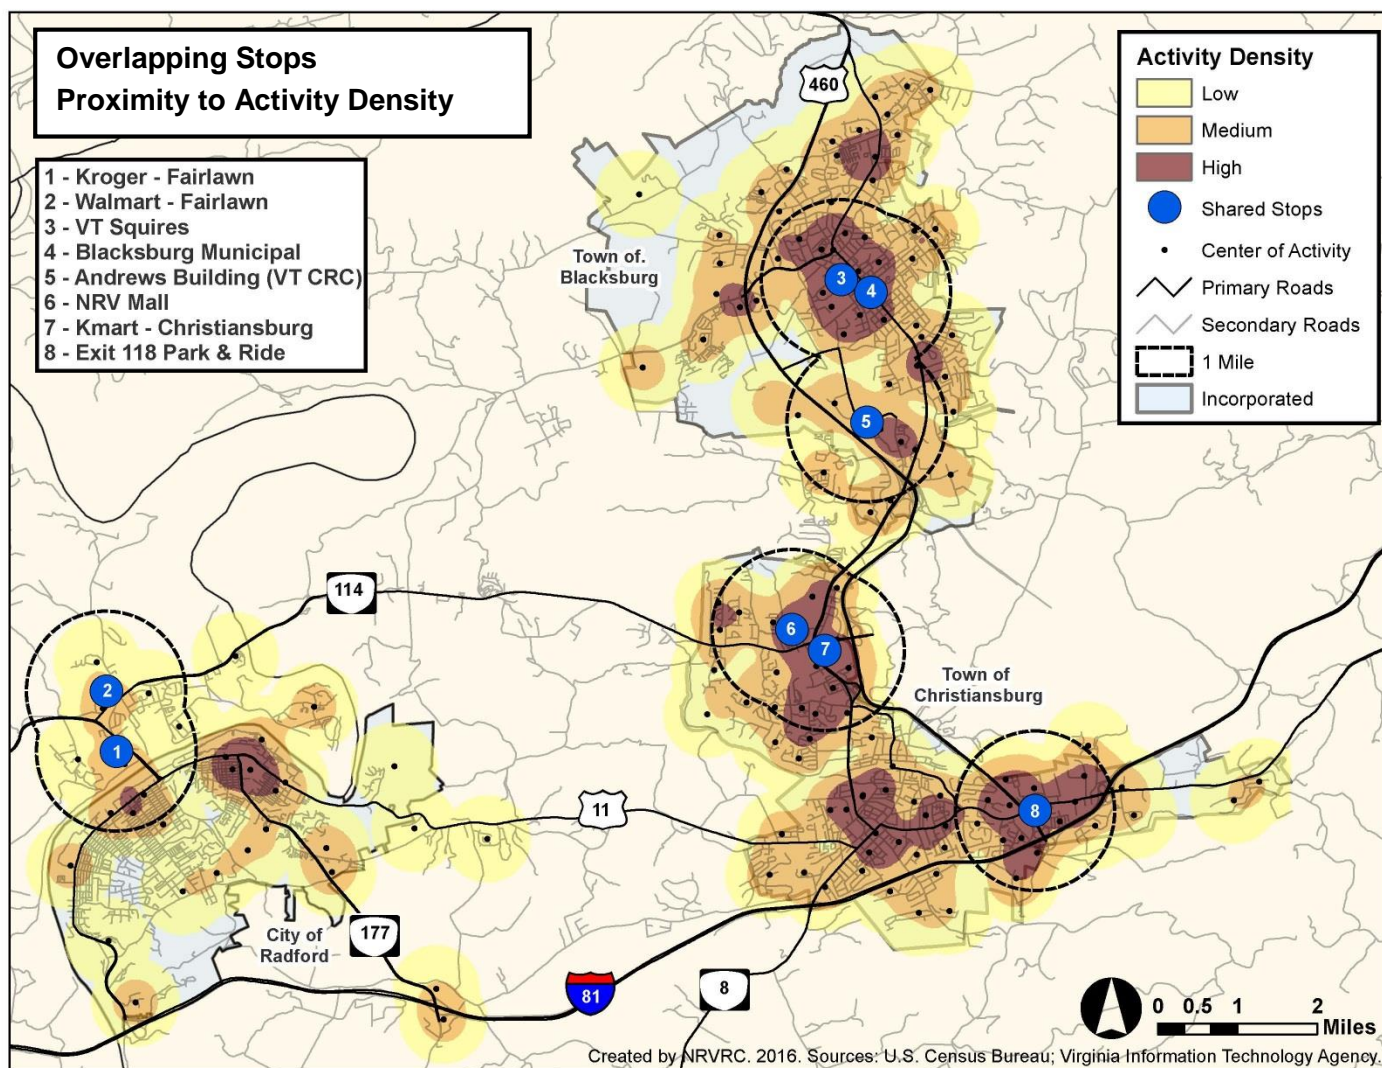 Overlapping Stops
Proximity to Activity Density
1 - Kroger - Fairlawn
2 - Walmart - Fairlawn
3 - VT Squires
4 - Blacksburg Municipal
5 - Andrews Building (VT CRC)
6 - NRV Mall
7 - Kmart - Christiansburg
8 - Exit 118 Park & Ride
Activity Density
Low
Medium
High
Shared Stops
Center of Activity
Primary Roads
Secondary Roads
1 Mile
Incorporated
460
Town of.
Blacksburg
3
4
5
114
6
7
Town of
Christiansburg
2
1
11
8
City of
Radford
177
81
8
0 0.5 1 2
Miles
Created by NRVRC. 2016. Sources: U.S. Census Bureau; Virginia Information Technology Agency.